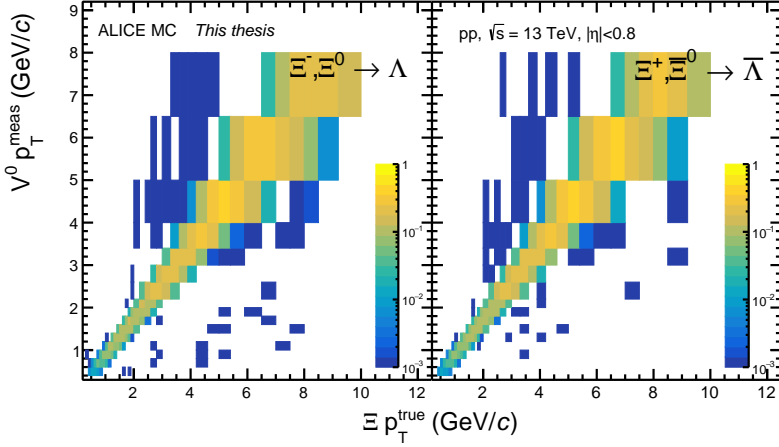 ALICE MC This thesis
Ξ⁻,Ξ⁰ → Λ
pp, √s = 13 TeV, |η|<0.8
Ξ⁺,Ξ̅⁰ → Λ̅
V⁰ p_T^meas (GeV/c)
9
8
7
6
5
4
3
2
1
1
10⁻¹
10⁻²
10⁻³
1
10⁻¹
10⁻²
10⁻³
2 4 6 8 10 12
2 4 6 8 10 12
Ξ p_T^true (GeV/c)